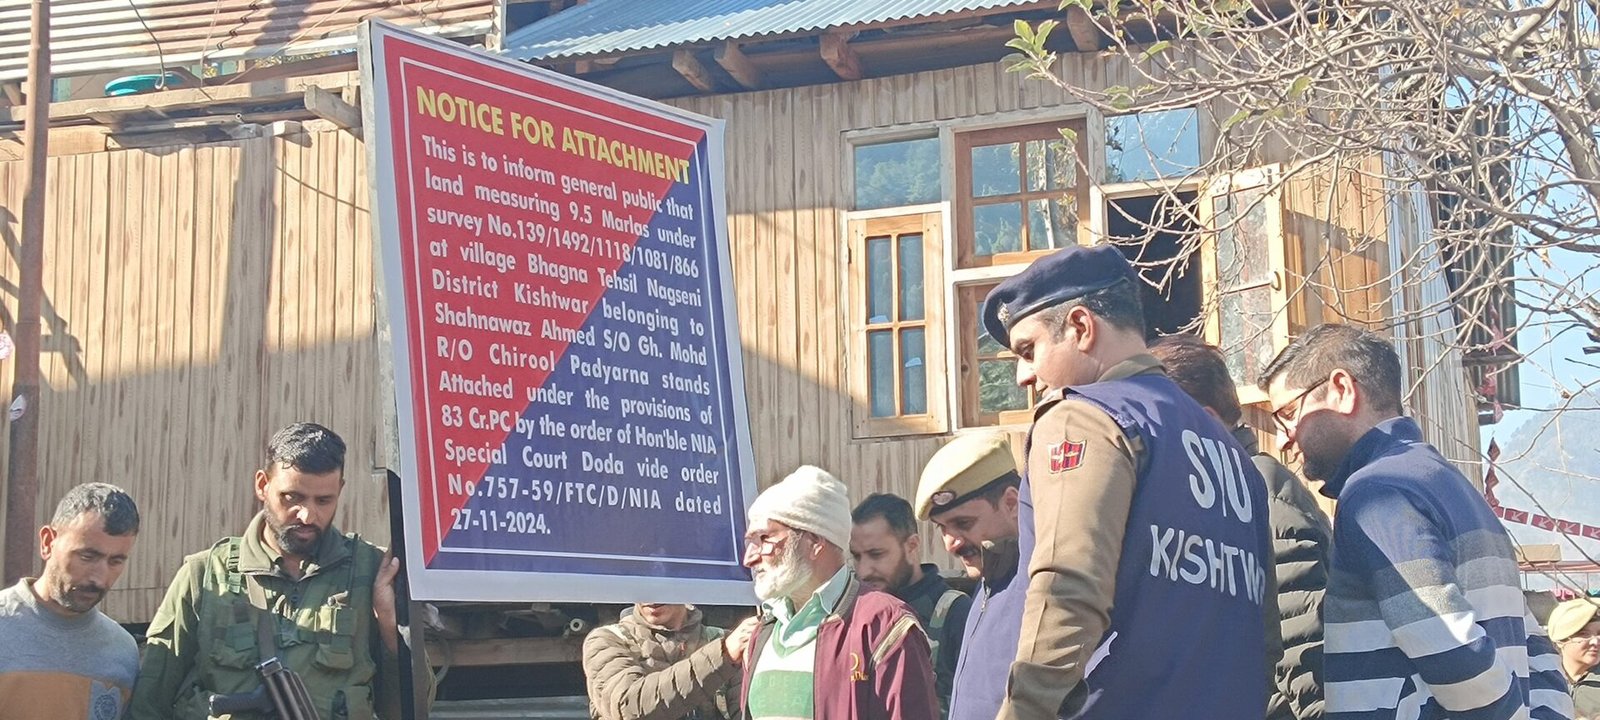 NOTICE FOR ATTACHMENT
This is to inform general public that
land measuring 9.5 Marlas under
survey No.139/1492/1118/1081/866
at village Bhagna Tehsil Nagseni
District Kishtwar belonging to
Shahnawaz Ahmed S/O Gh. Mohd
R/O Chirool Padyarna stands
Attached under the provisions of
83 Cr.PC by the order of Hon'ble NIA
Special Court Doda vide order
No.757-59/FTC/D/NIA dated
27-11-2024.
KISHTW